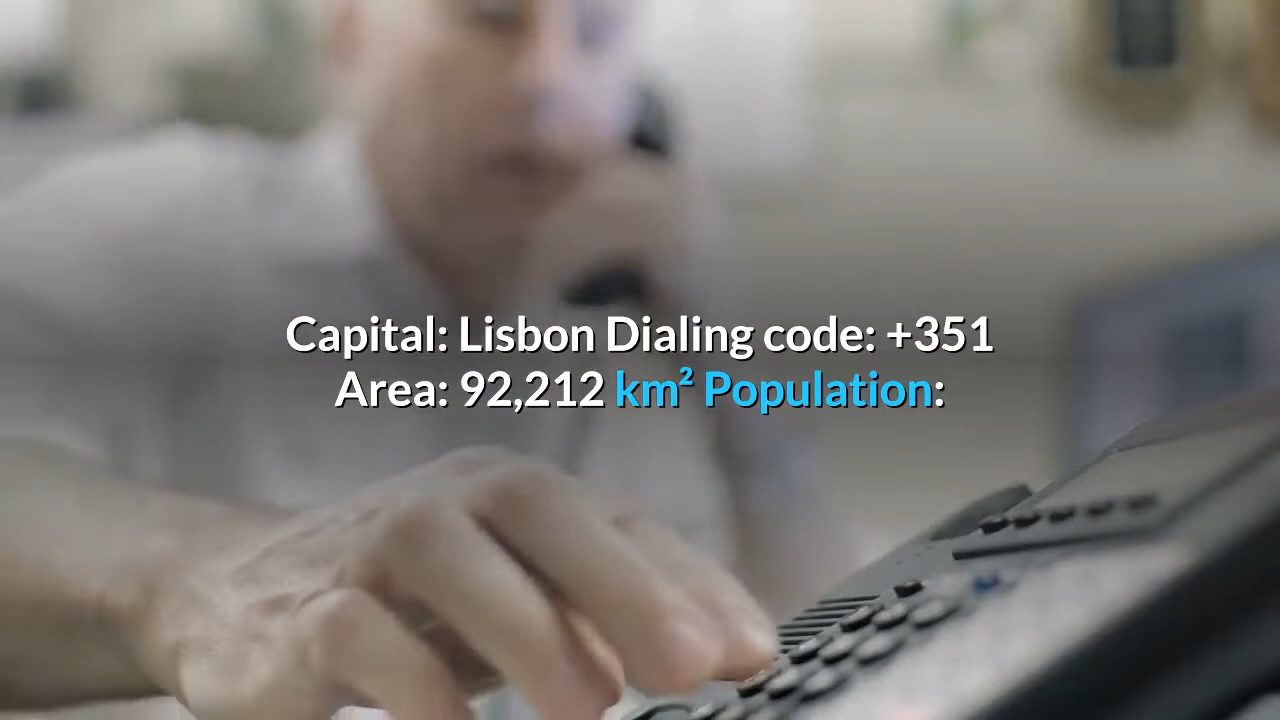 Capital: Lisbon Dialing code: +351
Area: 92,212 km² Population: